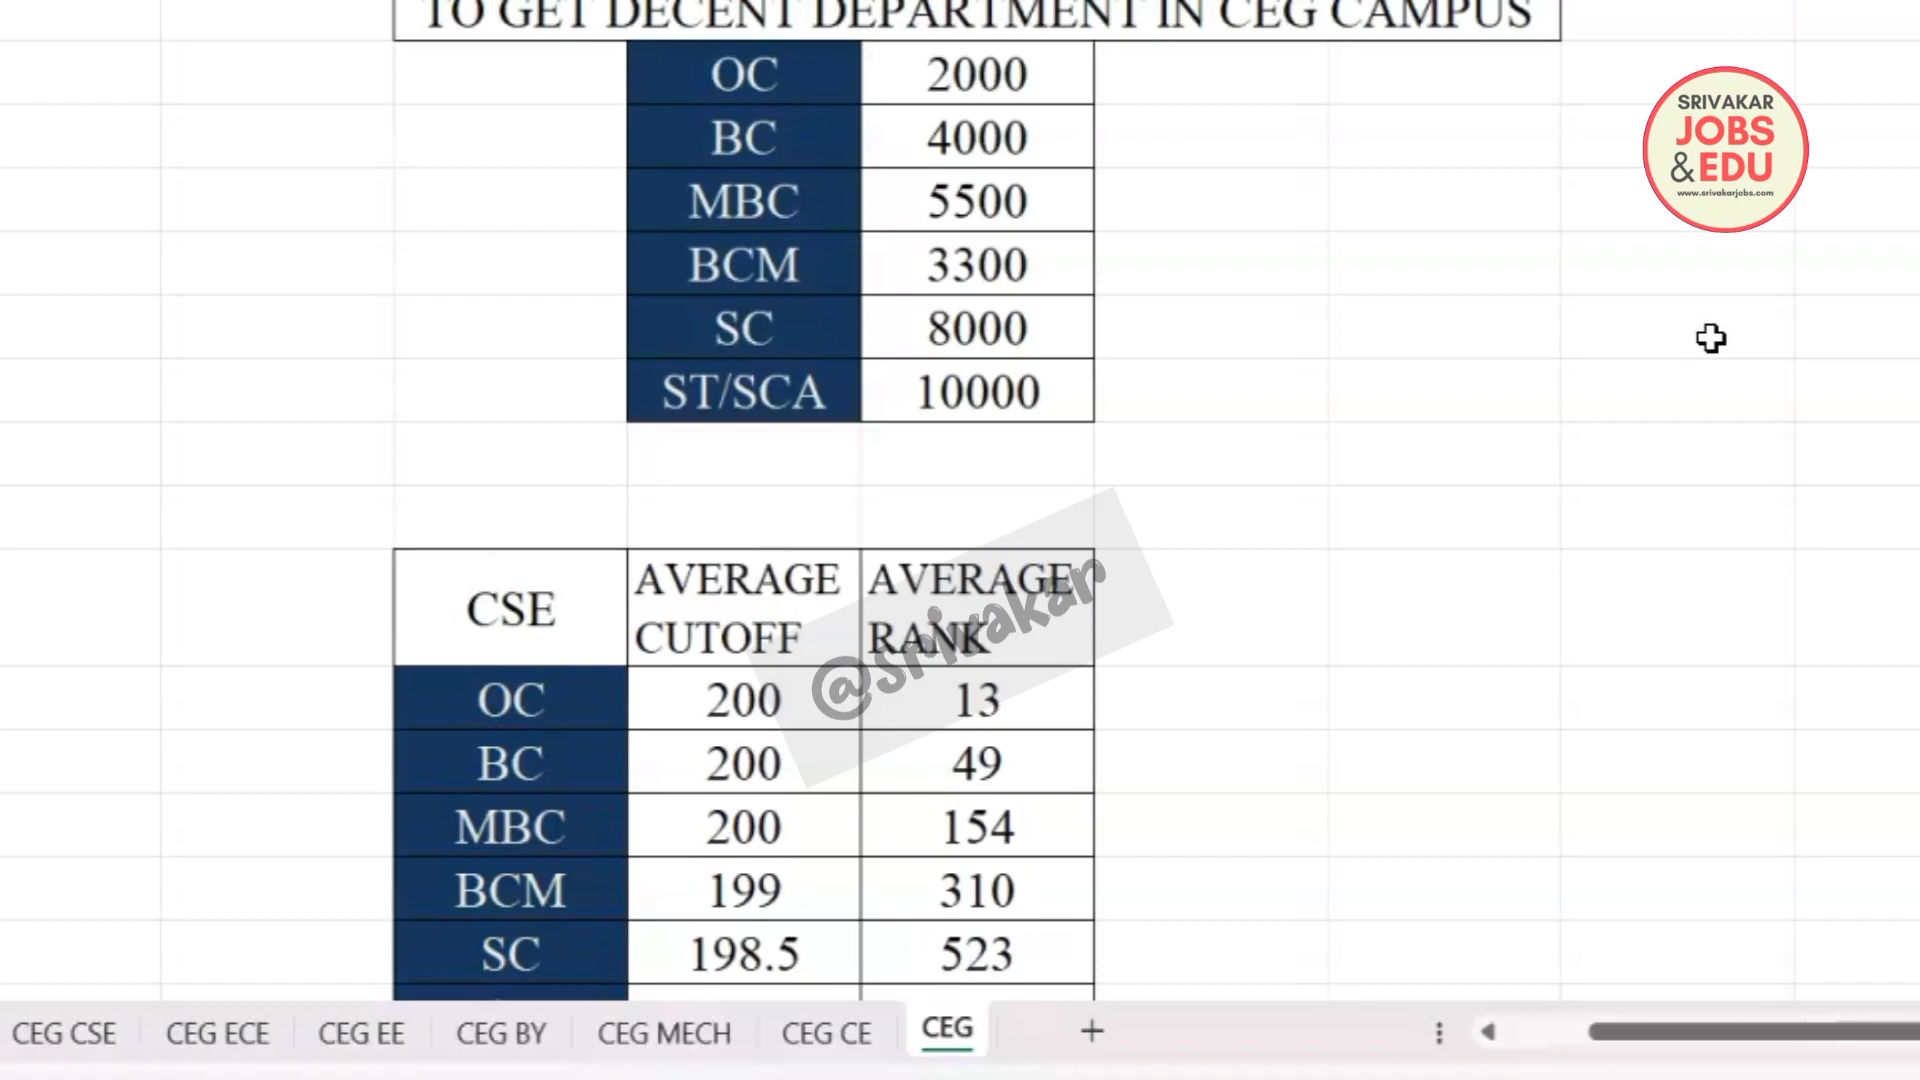 TO GET DECENT DEPARTMENT IN CEG CAMPUS
OC 2000
BC 4000
MBC 5500
BCM 3300
SC 8000
ST/SCA 10000
SRIVAKAR
JOBS
&EDU
www.srivakarjobs.com
CSE AVERAGE CUTOFF AVERAGE RANK
OC 200 13
BC 200 49
MBC 200 154
BCM 199 310
SC 198.5 523
@srivakar
CEG CSE CEG ECE CEG EE CEG BY CEG MECH CEG CE CEG +